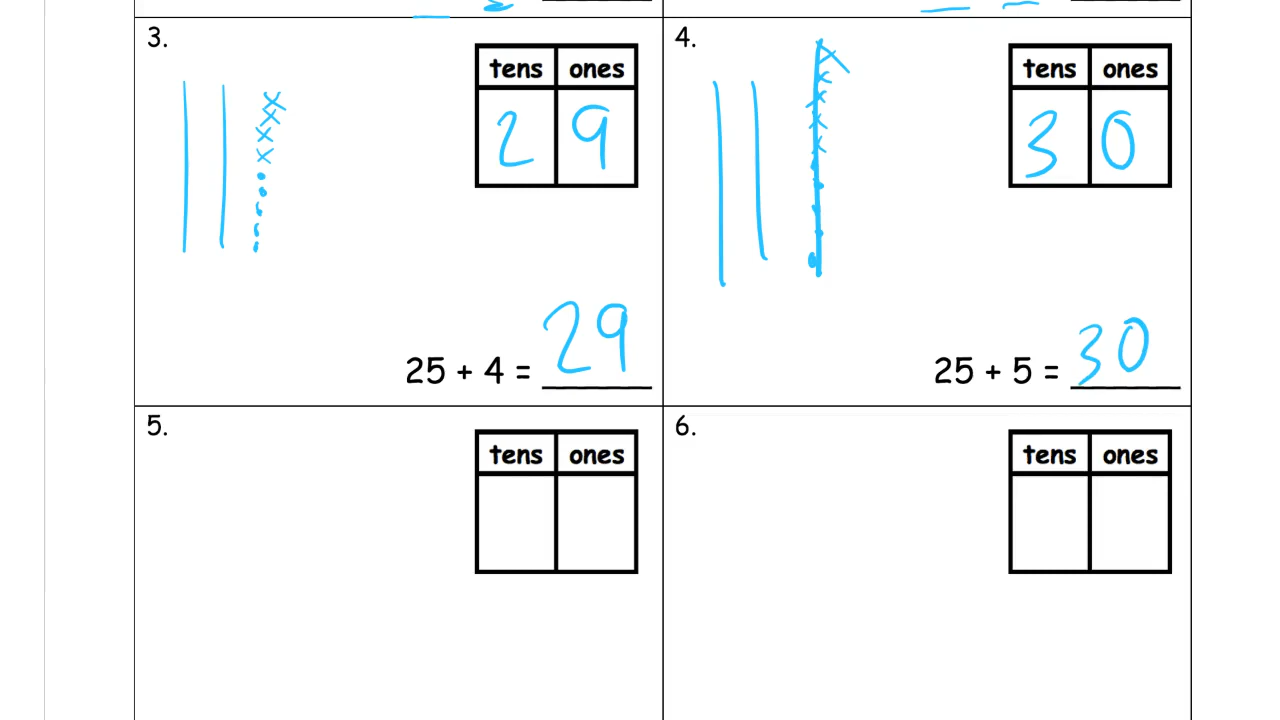 3.
tens ones
2 9
25 + 4 = 29
4.
tens ones
3 0
25 + 5 = 30
5.
tens ones
6.
tens ones